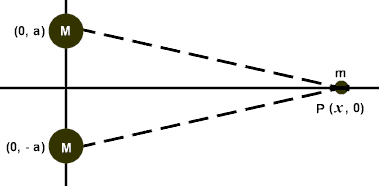 (0, a) M
m
P (x, 0)
(0, - a) M